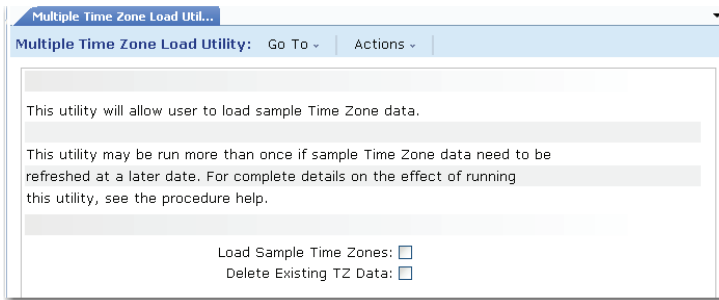 Multiple Time Zone Load Util...
Multiple Time Zone Load Utility: Go To Actions
This utility will allow user to load sample Time Zone data.
This utility may be run more than once if sample Time Zone data need to be
refreshed at a later date. For complete details on the effect of running
this utility, see the procedure help.
Load Sample Time Zones:
Delete Existing TZ Data: